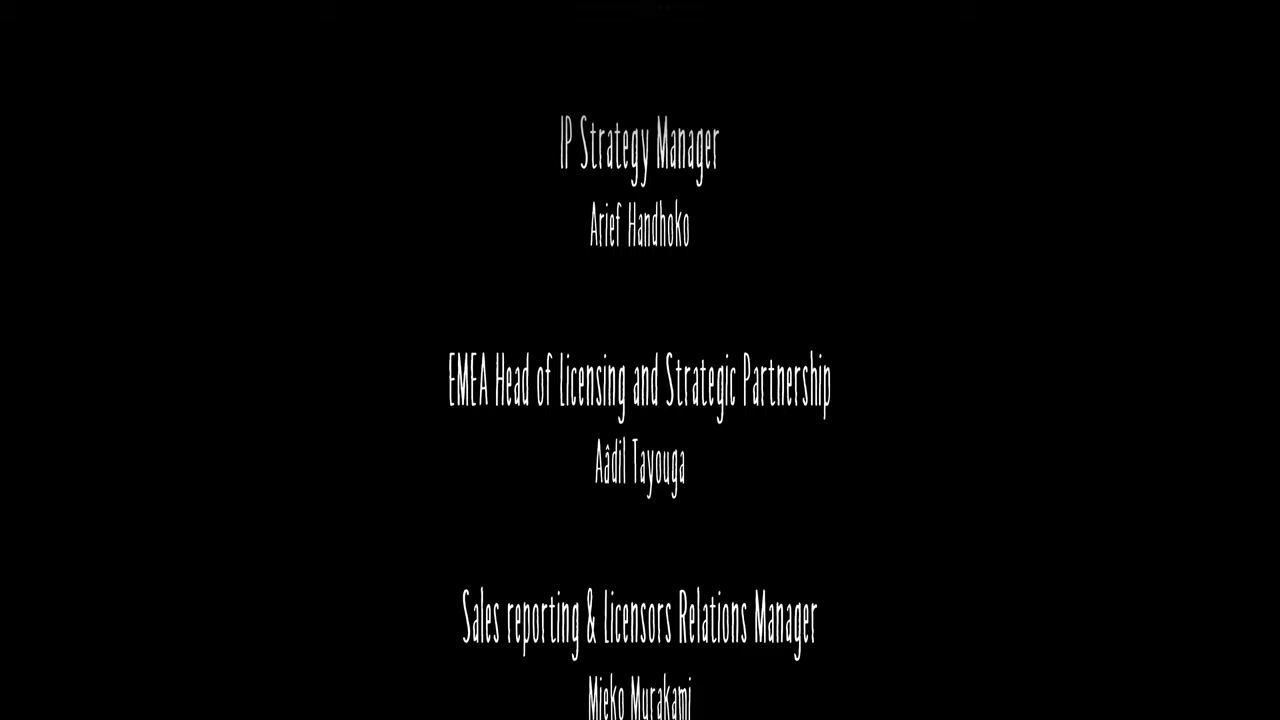 IP Strategy Manager
Arief Handhoko
EMEA Head of Licensing and Strategic Partnership
Aâdil Tayouga
Sales reporting & Licensors Relations Manager
Mieko Murakami